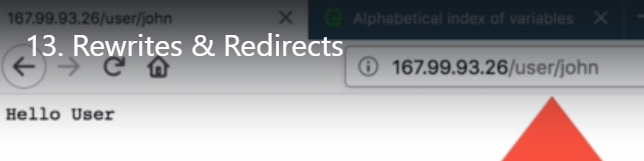 167.99.93.26/user/john
Alphabetical index of variables
13. Rewrites & Redirects
167.99.93.26/user/john
Hello User